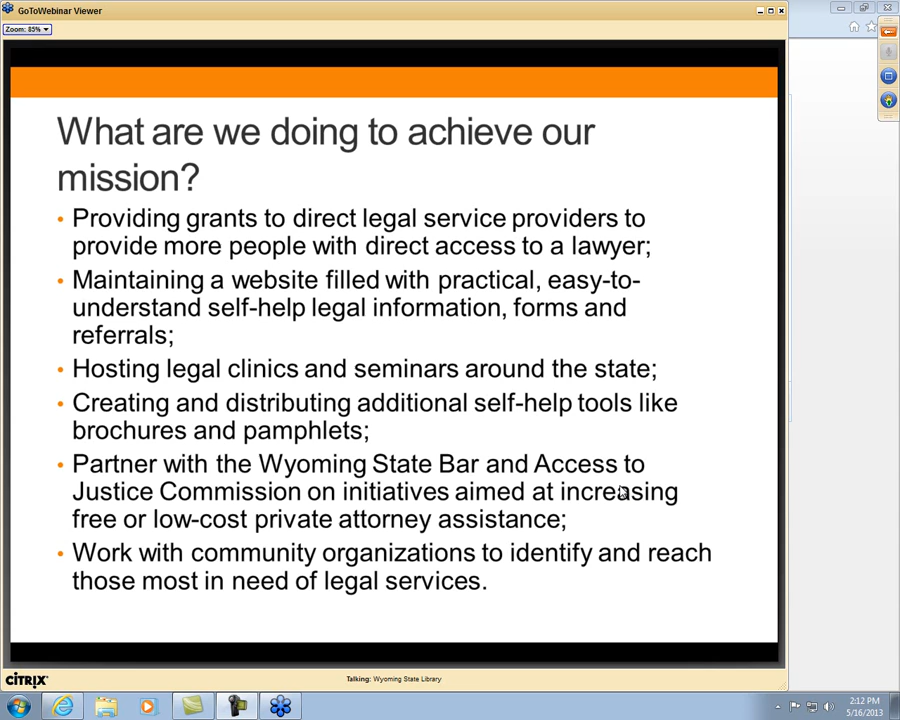 GoToWebinar Viewer
Zoom: 85%
What are we doing to achieve our
mission?
• Providing grants to direct legal service providers to
provide more people with direct access to a lawyer;
• Maintaining a website filled with practical, easy-to-
understand self-help legal information, forms and
referrals;
• Hosting legal clinics and seminars around the state;
• Creating and distributing additional self-help tools like
brochures and pamphlets;
• Partner with the Wyoming State Bar and Access to
Justice Commission on initiatives aimed at increasing
free or low-cost private attorney assistance;
• Work with community organizations to identify and reach
those most in need of legal services.
CITRIX
Talking: Wyoming State Library
2:12 PM
5/16/2013